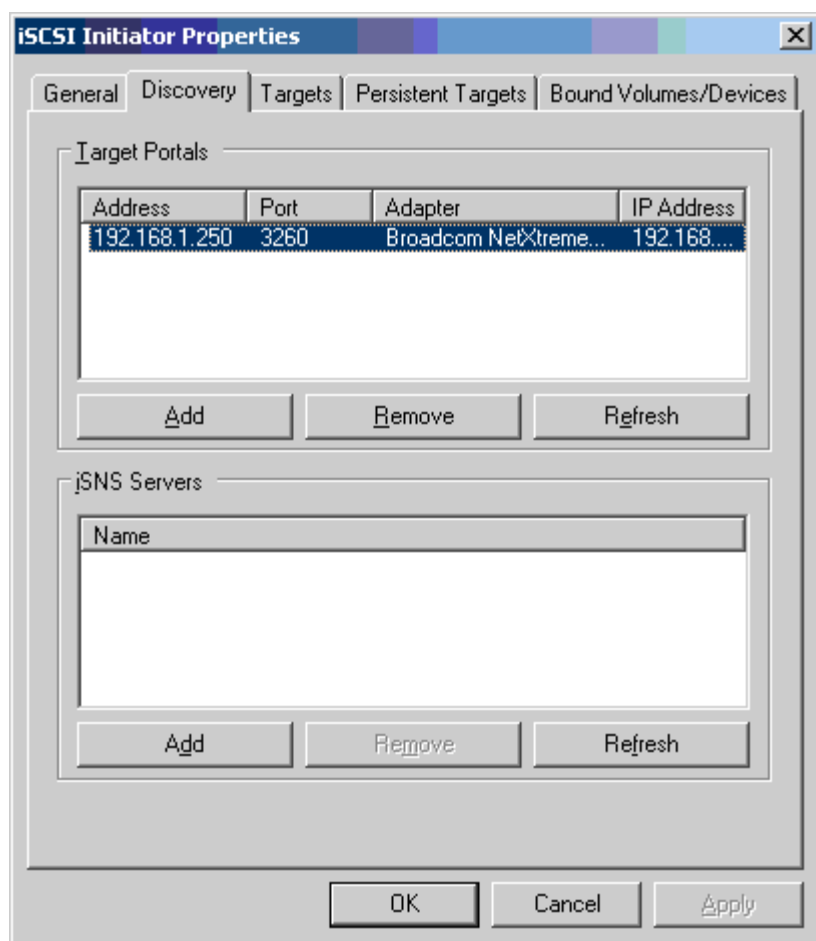 iSCSI Initiator Properties
General Discovery Targets Persistent Targets Bound Volumes/Devices
Target Portals
Address Port Adapter IP Address
192.168.1.250 3260 Broadcom NetXtreme... 192.168....
Add Remove Refresh
iSNS Servers
Name
Add Remove Refresh
OK Cancel Apply